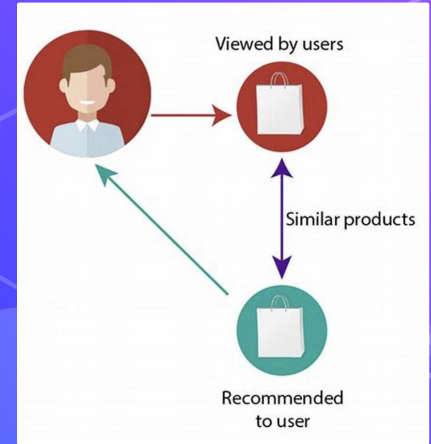 Viewed by users
Similar products
Recommended
to user